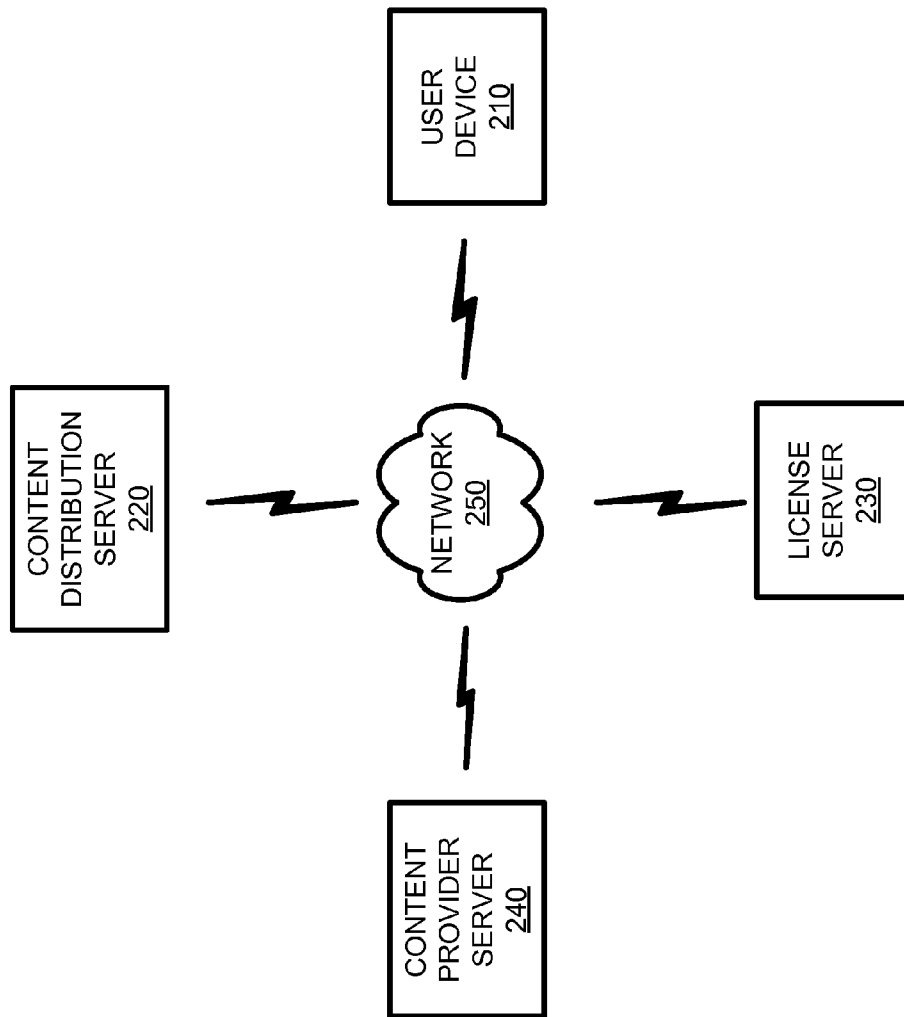 CONTENT
DISTRIBUTION
SERVER
220
CONTENT
PROVIDER
SERVER
240
NETWORK
250
USER
DEVICE
210
LICENSE
SERVER
230